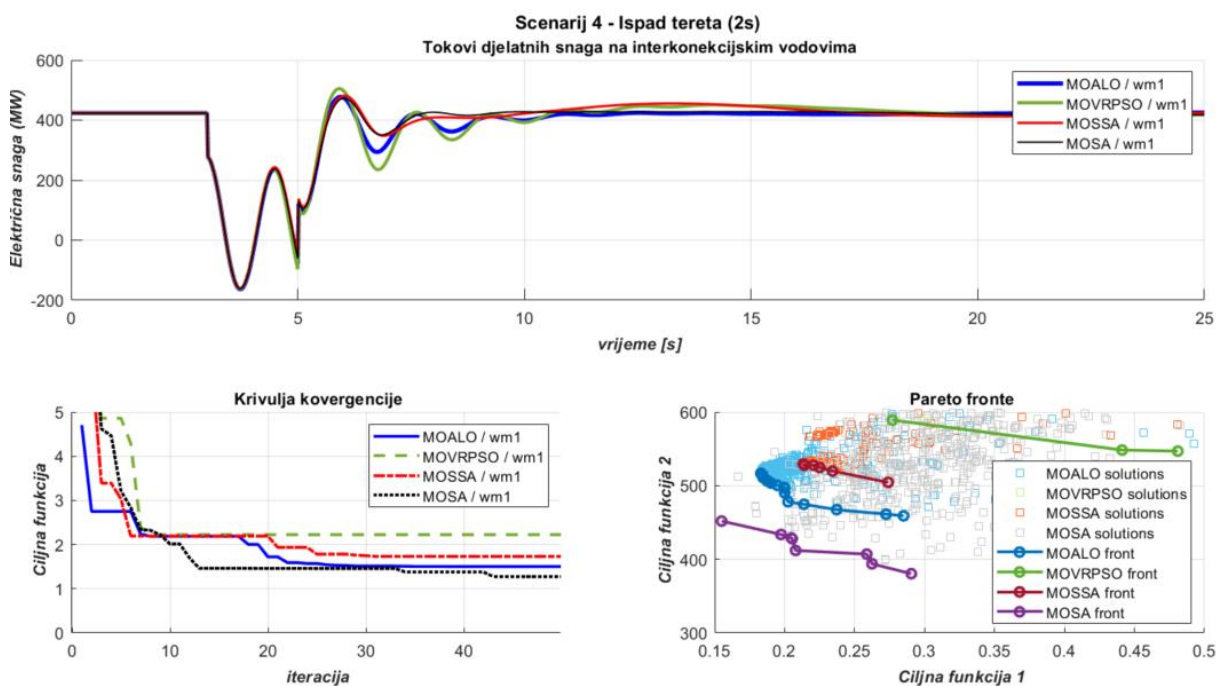 Scenarij 4 - Ispad tereta (2s)
Tokovi djelatnih snaga na interkonekcijskim vodovima
Električna snaga (MW)
600
400
200
0
-200
0
5
10
15
20
25
vrijeme [s]
MOALO / wm1
MOVRPSO / wm1
MOSSA / wm1
MOSA / wm1
Krivulja kovergencije
Ciljna funkcija
5
4
3
2
1
0
0
10
20
30
40
iteracija
MOALO / wm1
MOVRPSO / wm1
MOSSA / wm1
MOSA / wm1
Pareto fronte
Ciljna funkcija 2
600
500
400
300
0.15
0.2
0.25
0.3
0.35
0.4
0.45
0.5
Ciljna funkcija 1
MOALO solutions
MOVRPSO solutions
MOSSA solutions
MOSA solutions
MOALO front
MOVRPSO front
MOSSA front
MOSA front